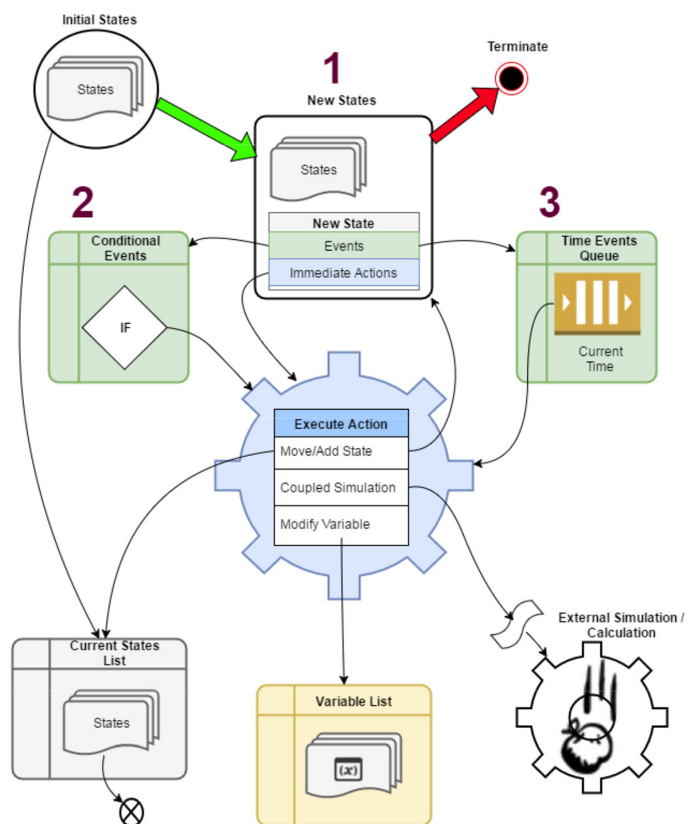 Initial States
States
1
New States
Terminate
States
New State
Events
Immediate Actions
2
Conditional
Events
IF
3
Time Events
Queue
Current
Time
Execute Action
Move/Add State
Coupled Simulation
Modify Variable
Current States
List
States
Variable List
(x)
External Simulation /
Calculation